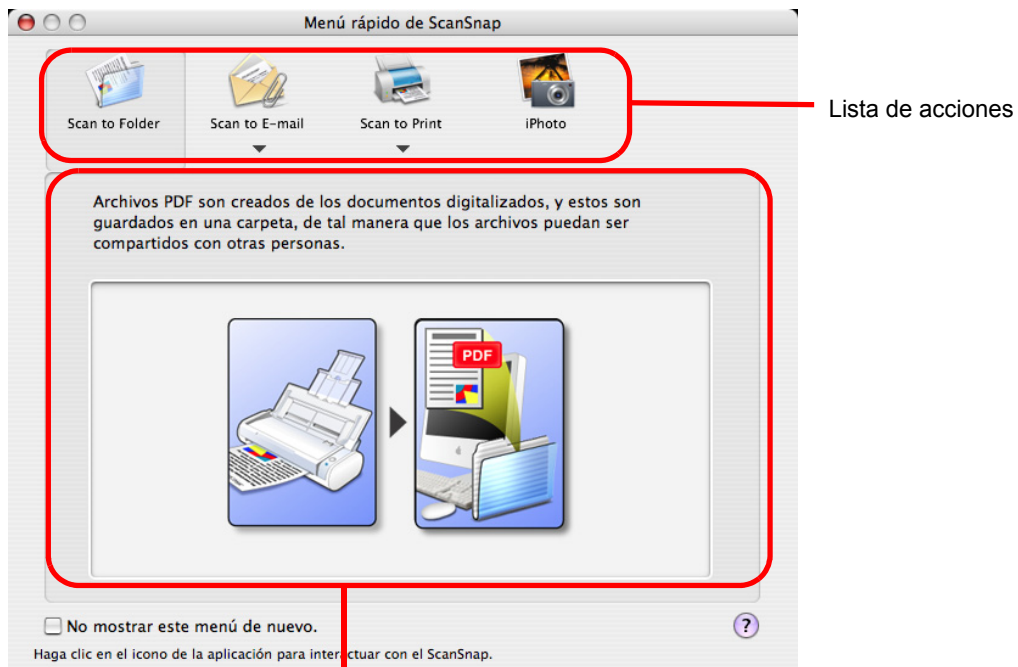 Menú rápido de ScanSnap
Scan to Folder
Scan to E-mail
Scan to Print
iPhoto
Lista de acciones
Archivos PDF son creados de los documentos digitalizados, y estos son
guardados en una carpeta, de tal manera que los archivos puedan ser
compartidos con otras personas.
PDF
No mostrar este menú de nuevo.
?
Haga clic en el icono de la aplicación para interactuar con el ScanSnap.